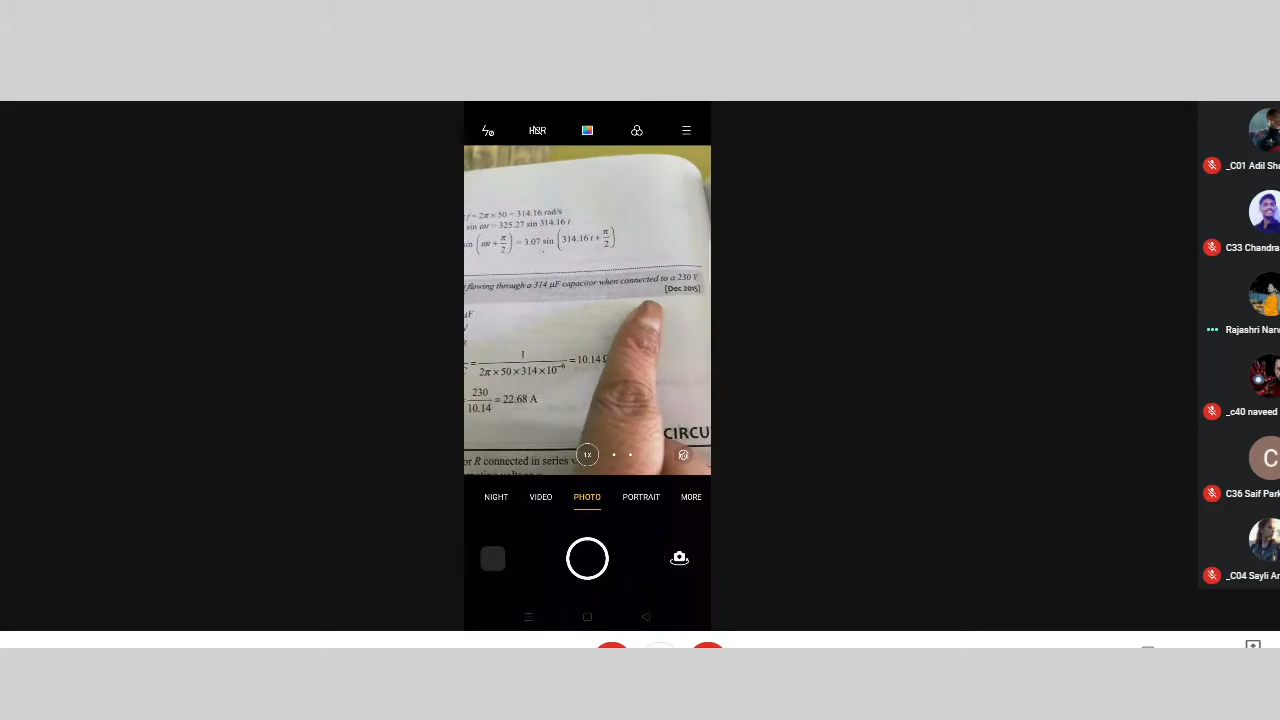 HDR
f = 2π × 50 = 314.16 rad/s
sin ωt = 325.27 sin 314.16 t
sin (ωt + π/2) = 3.07 sin (314.16 t + π/2)
flowing through a 314 μF capacitor when connected to a 230 V,
[Dec 2015]
μF
V
= 1 / 2π × 50 × 314 × 10⁻⁶ = 10.14 Ω
= 230 / 10.14 = 22.68 A
CIRCU
or R connected in series
1X
NIGHT VIDEO PHOTO PORTRAIT MORE
_C01 Adil Sha
C33 Chandra
Rajashri Narv
_c40 naveed
C
C36 Saif Park
_C04 Sayli An